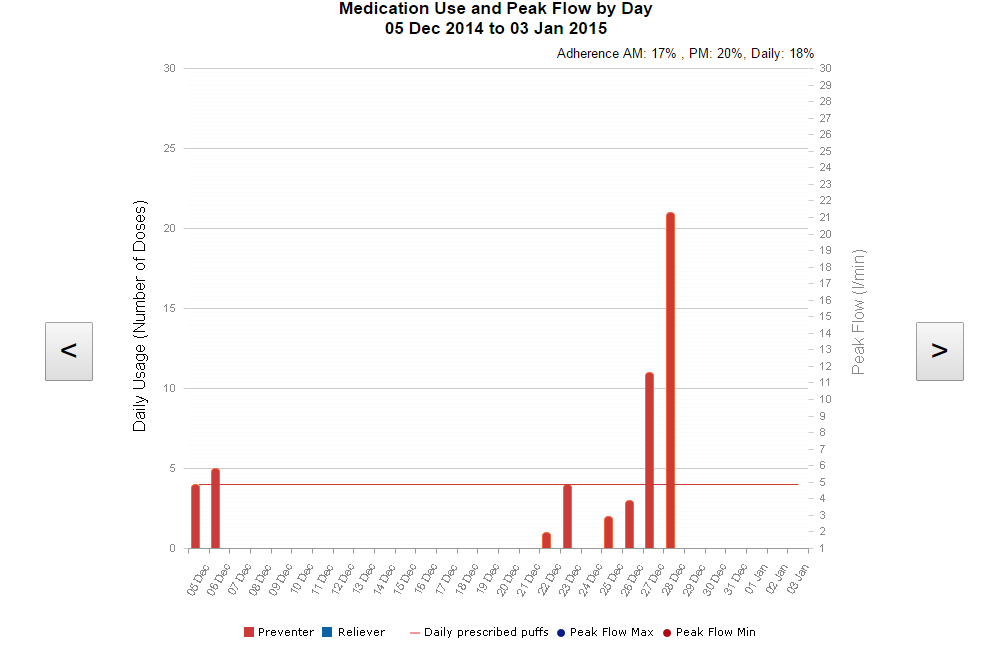 Medication Use and Peak Flow by Day
05 Dec 2014 to 03 Jan 2015
Adherence AM: 17% , PM: 20%, Daily: 18%
Daily Usage (Number of Doses)
30
25
20
15
10
5
0
30
29
28
27
26
25
24
23
22
21
20
19
18
17
16
15
14
13
12
11
10
9
8
7
6
5
4
3
2
1
Peak Flow (l/min)
<
>
05 Dec
06 Dec
07 Dec
08 Dec
09 Dec
10 Dec
11 Dec
12 Dec
13 Dec
14 Dec
15 Dec
16 Dec
17 Dec
18 Dec
19 Dec
20 Dec
21 Dec
22 Dec
23 Dec
24 Dec
25 Dec
26 Dec
27 Dec
28 Dec
29 Dec
30 Dec
31 Dec
01 Jan
02 Jan
03 Jan
Preventer Reliever Daily prescribed puffs Peak Flow Max Peak Flow Min